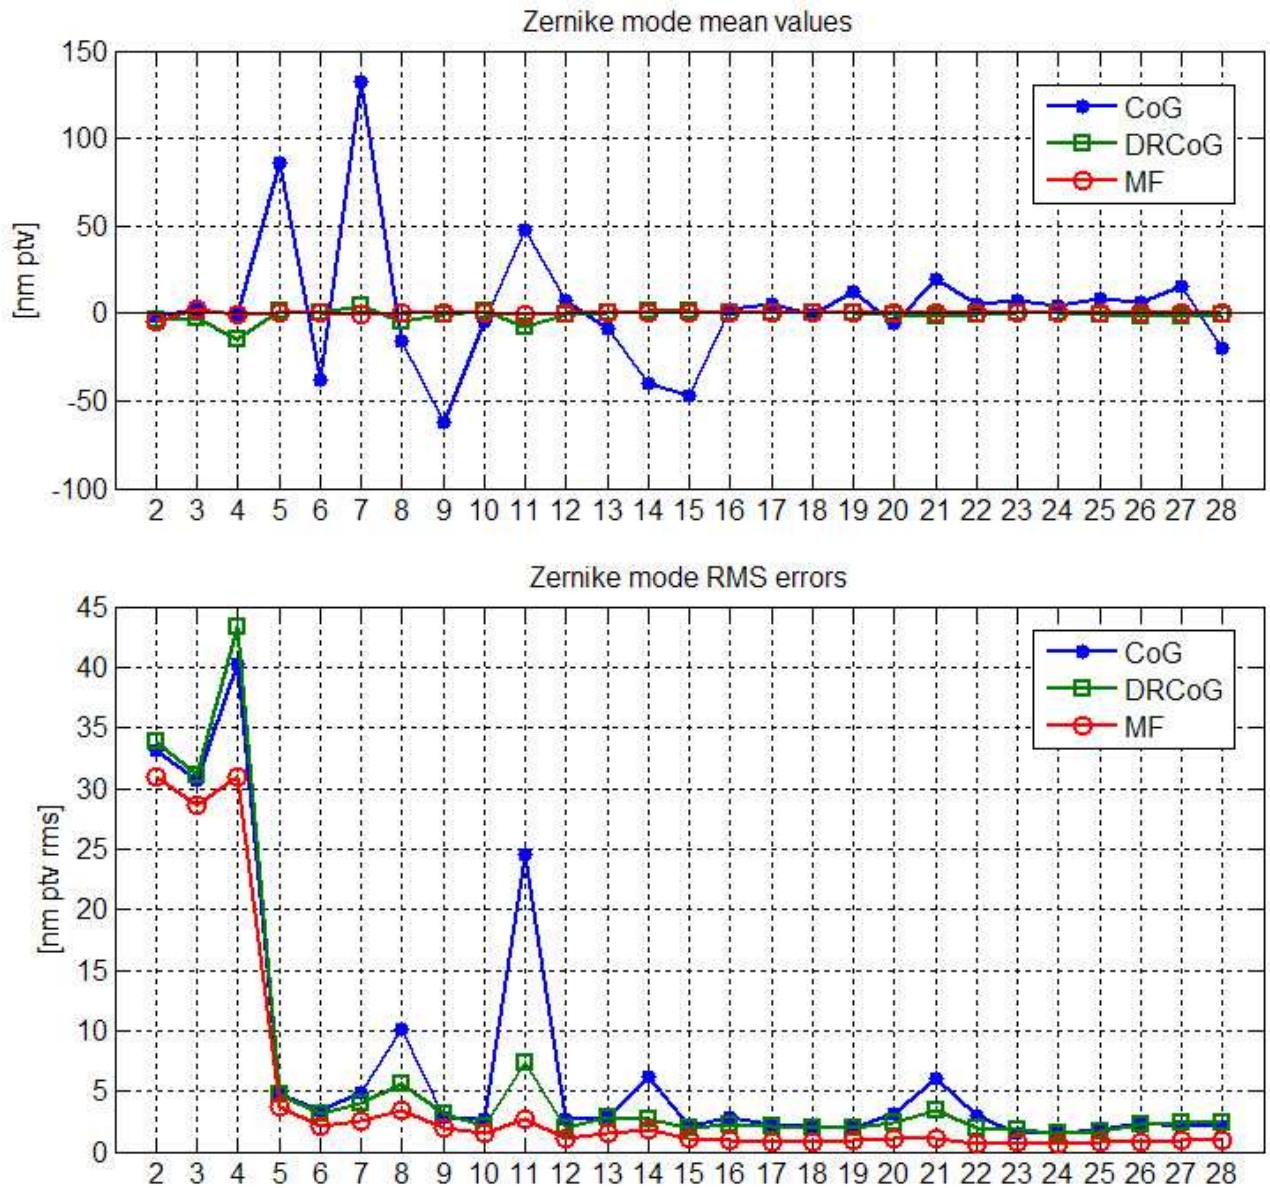 Zernike mode mean values
150
100
50
0
-50
-100
[nm ptv]
CoG
DRCoG
MF
2 3 4 5 6 7 8 9 10 11 12 13 14 15 16 17 18 19 20 21 22 23 24 25 26 27 28
Zernike mode RMS errors
45
40
35
30
25
20
15
10
5
0
[nm ptv rms]
CoG
DRCoG
MF
2 3 4 5 6 7 8 9 10 11 12 13 14 15 16 17 18 19 20 21 22 23 24 25 26 27 28